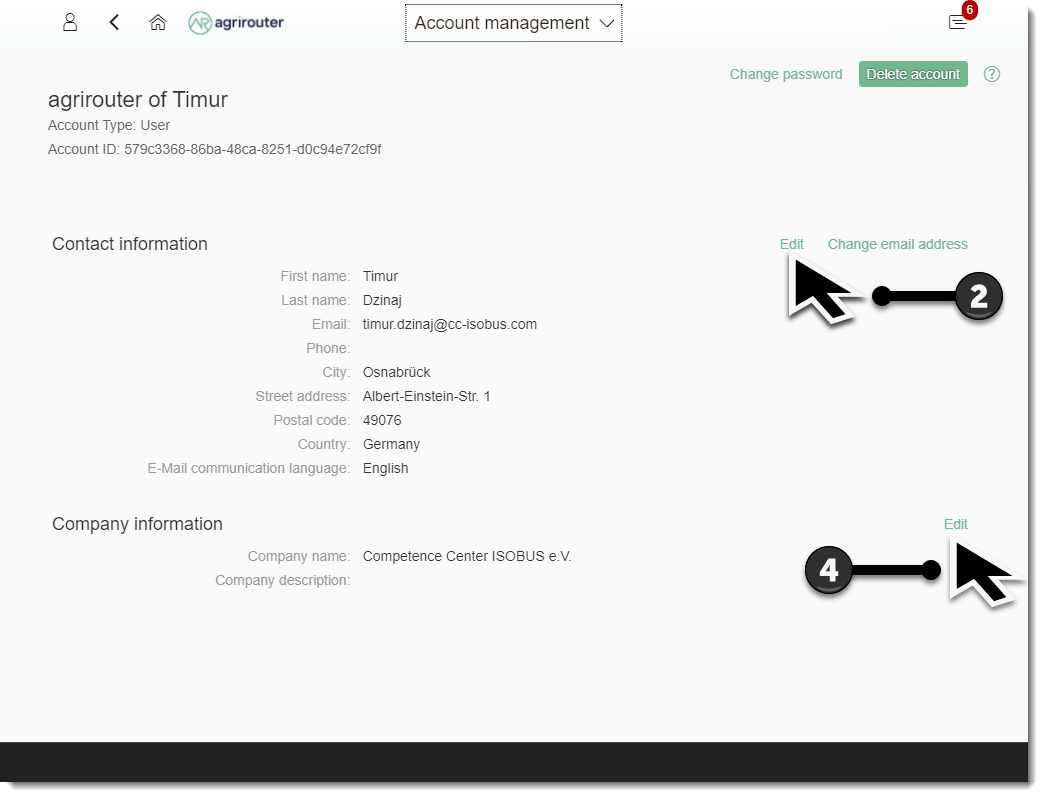 agrirouter
Account management
6
Change password
Delete account
?
agrirouter of Timur
Account Type: User
Account ID: 579c3368-86ba-48ca-8251-d0c94e72cf9f
Contact information
Edit
Change email address
2
First name: Timur
Last name: Dzinaj
Email: timur.dzinaj@cc-isobus.com
Phone:
City: Osnabrück
Street address: Albert-Einstein-Str. 1
Postal code: 49076
Country: Germany
E-Mail communication language: English
Company information
Edit
Company name: Competence Center ISOBUS e.V.
Company description:
4